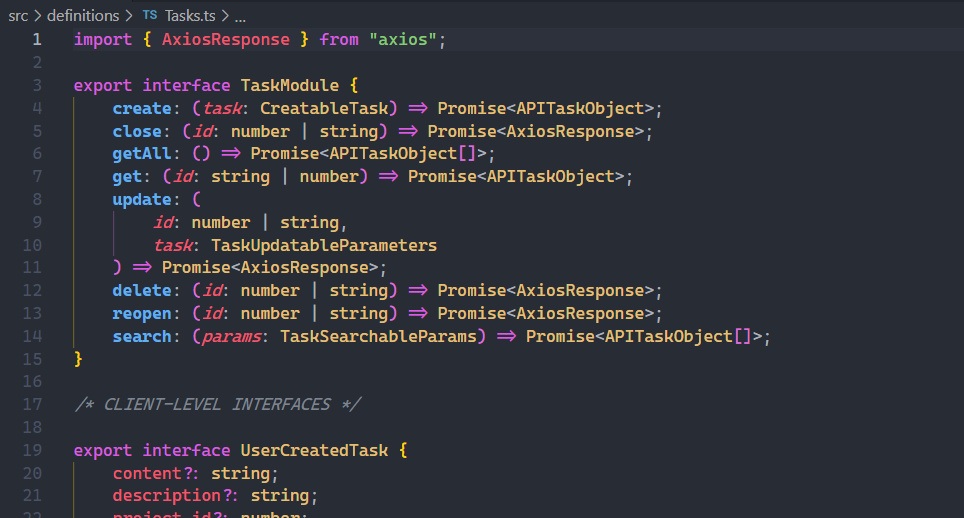 src > definitions > TS Tasks.ts > ...
1 import { AxiosResponse } from "axios";
2
3 export interface TaskModule {
4 create: (task: CreatableTask) => Promise<APITaskObject>;
5 close: (id: number | string) => Promise<AxiosResponse>;
6 getAll: () => Promise<APITaskObject[]>;
7 get: (id: string | number) => Promise<APITaskObject>;
8 update: (
9 id: number | string,
10 task: TaskUpdatableParameters
11 ) => Promise<AxiosResponse>;
12 delete: (id: number | string) => Promise<AxiosResponse>;
13 reopen: (id: number | string) => Promise<AxiosResponse>;
14 search: (params: TaskSearchableParams) => Promise<APITaskObject[]>;
15 }
16
17 /* CLIENT-LEVEL INTERFACES */
18
19 export interface UserCreatedTask {
20 content?: string;
21 description?: string;
22 project_id?: number;